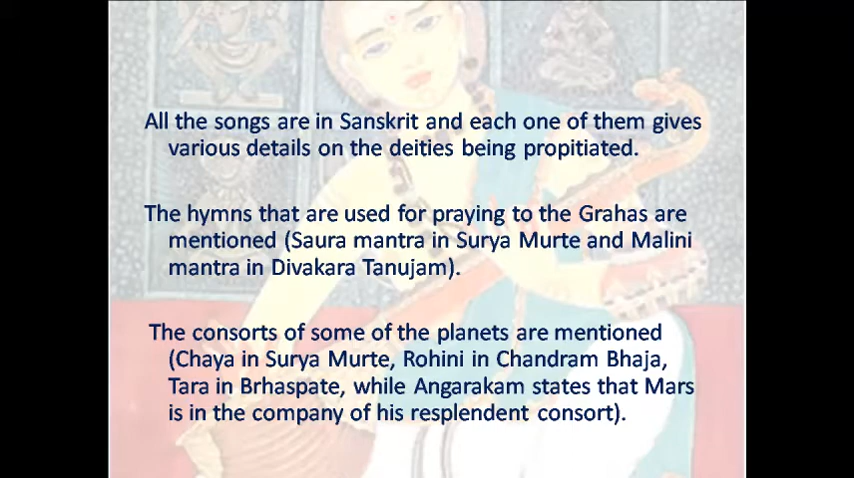 All the songs are in Sanskrit and each one of them gives
various details on the deities being propitiated.
The hymns that are used for praying to the Grahas are
mentioned (Saura mantra in Surya Murte and Malini
mantra in Divakara Tanujam).
The consorts of some of the planets are mentioned
(Chaya in Surya Murte, Rohini in Chandram Bhaja,
Tara in Brhaspate, while Angarakam states that Mars
is in the company of his resplendent consort).